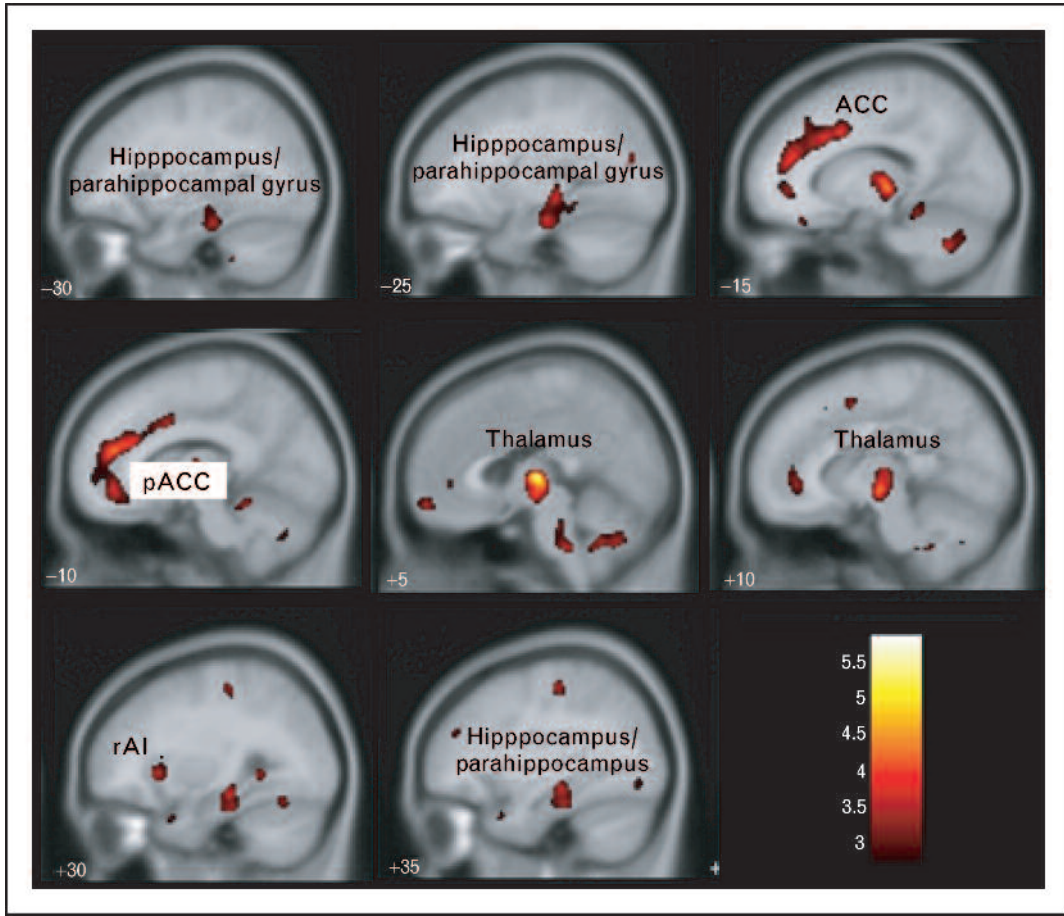 Hipppocampus/
parahippocampal gyrus
−30
Hipppocampus/
parahippocampal gyrus
−25
ACC
−15
pACC
−10
Thalamus
+5
Thalamus
+10
rAI
+30
Hipppocampus/
parahippocampus
+35
+
5.5
5
4.5
4
3.5
3